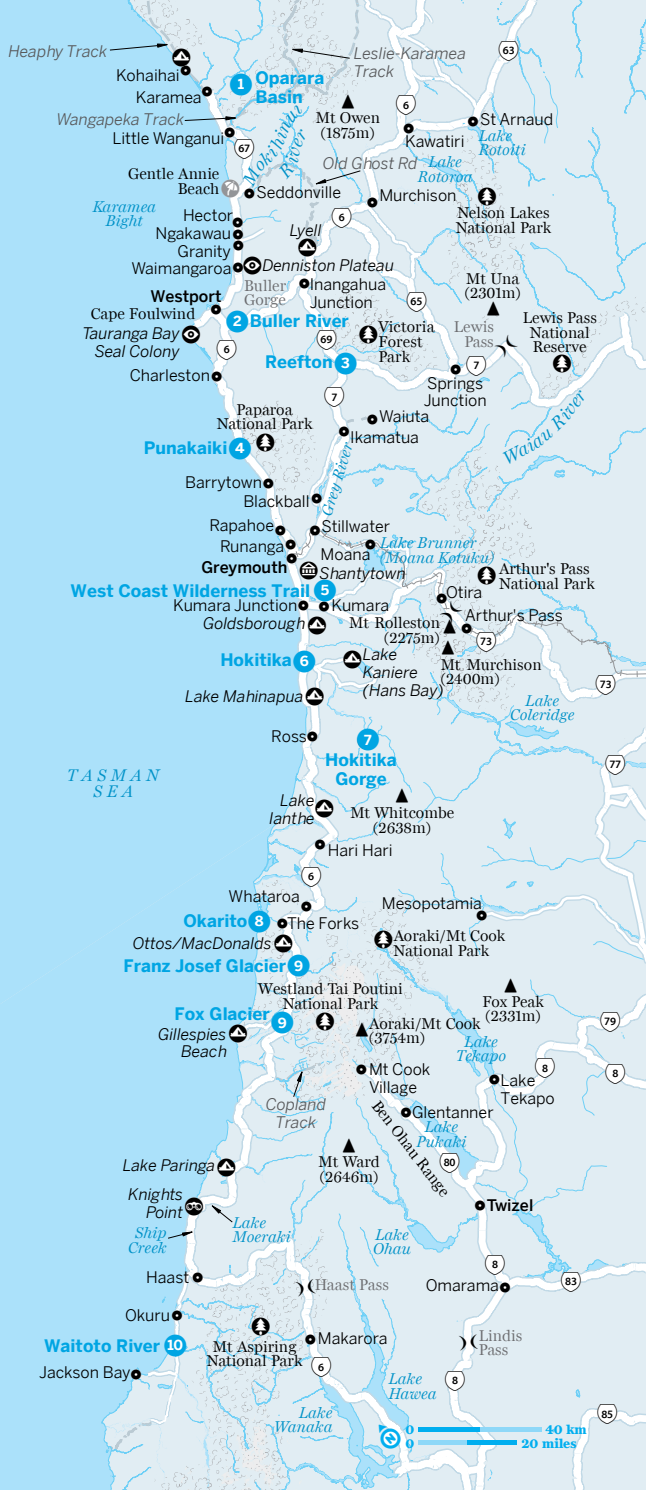 Heaphy Track
Leslie-Karamea
Track
63
Kohaihai
1 Oparara
Basin
Karamea
Mt Owen
(1875m)
6
Wangapeka Track
St Arnaud
Little Wanganui
Kawatiri
Lake
Rotoiti
67
Mokihinui
River
Old Ghost Rd
Lake
Rotoroa
Gentle Annie
Beach
Seddonville
Murchison
Nelson Lakes
National Park
Karamea
Bight
Hector
6
Ngakawau
Lyell
Granity
Waimangaroa
Denniston Plateau
Mt Una
(2301m)
Buller
Gorge
Inangahua
Junction
Westport
65
Cape Foulwind
2 Buller River
Lewis Pass
National
Reserve
Tauranga Bay
Seal Colony
Victoria
Forest
Park
Lewis
Pass
6
69
Reefton 3
7
Charleston
Springs
Junction
7
Paparoa
National Park
Waiuta
Ikamatua
Waiau River
Punakaiki 4
Grey River
Barrytown
Blackball
Rapahoe
Stillwater
Runanga
Moana
Lake Brunner
(Moana Kotuku)
Greymouth
Shantytown
Arthur's Pass
National Park
West Coast Wilderness Trail 5
Otira
Kumara Junction
Kumara
Arthur's Pass
Goldsborough
Mt Rolleston
(2275m)
73
Hokitika 6
Lake
Kaniere
(Hans Bay)
Mt Murchison
(2400m)
73
Lake Mahinapua
Lake
Coleridge
Ross
7
Hokitika
Gorge
77
TASMAN
SEA
Lake
Ianthe
Mt Whitcombe
(2638m)
Hari Hari
6
Whataroa
Mesopotamia
Okarito 8
The Forks
Ottos/MacDonalds
Aoraki/Mt Cook
National Park
Franz Josef Glacier 9
Westland Tai Poutini
National Park
Fox Peak
(2331m)
Fox Glacier
9
Gillespies
Beach
Aoraki/Mt Cook
(3754m)
79
Lake
Tekapo
Mt Cook
Village
8
8
Lake
Tekapo
Copland
Track
Ben Ohau Range
Glentanner
Lake
Pukaki
Mt Ward
(2646m)
80
Lake Paringa
Knights
Point
Twizel
Lake
Moeraki
Ship
Creek
Lake
Ohau
8
Haast
Haast Pass
Omarama
83
Okuru
Waitoto River 10
Mt Aspiring
National Park
Makarora
Lindis
Pass
6
Jackson Bay
8
Lake
Hawea
Lake
Wanaka
85
N
0 40 km
0 20 miles